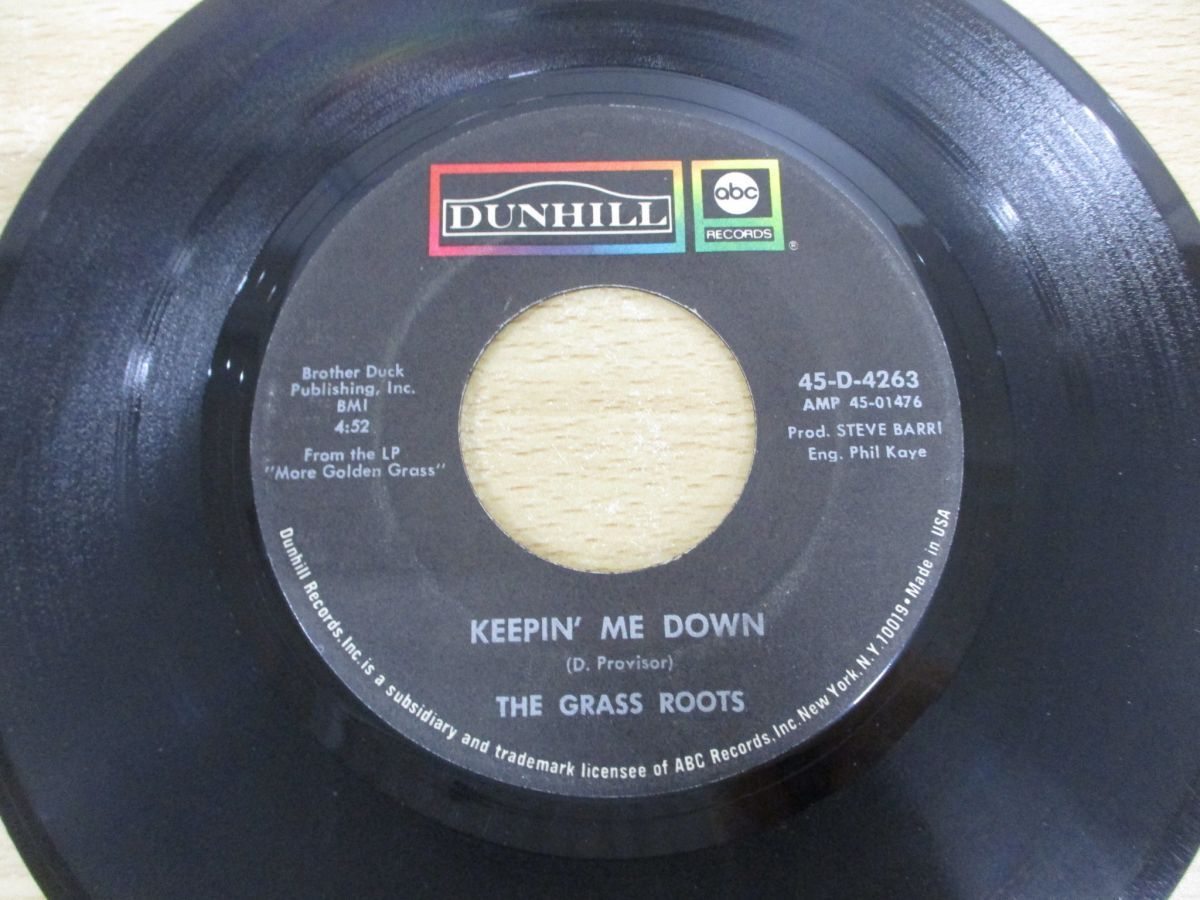 DUNHILL
abc
RECORDS
®
Brother Duck
Publishing, Inc.
BMI
4:52
From the LP
"More Golden Grass"
45-D-4263
AMP 45-01476
Prod. STEVE BARRI
Eng. Phil Kaye
KEEPIN' ME DOWN
(D. Provisor)
THE GRASS ROOTS
Dunhill Records, Inc. is a subsidiary and trademark licensee of ABC Records, Inc. New York, N.Y. 10019 • Made in USA